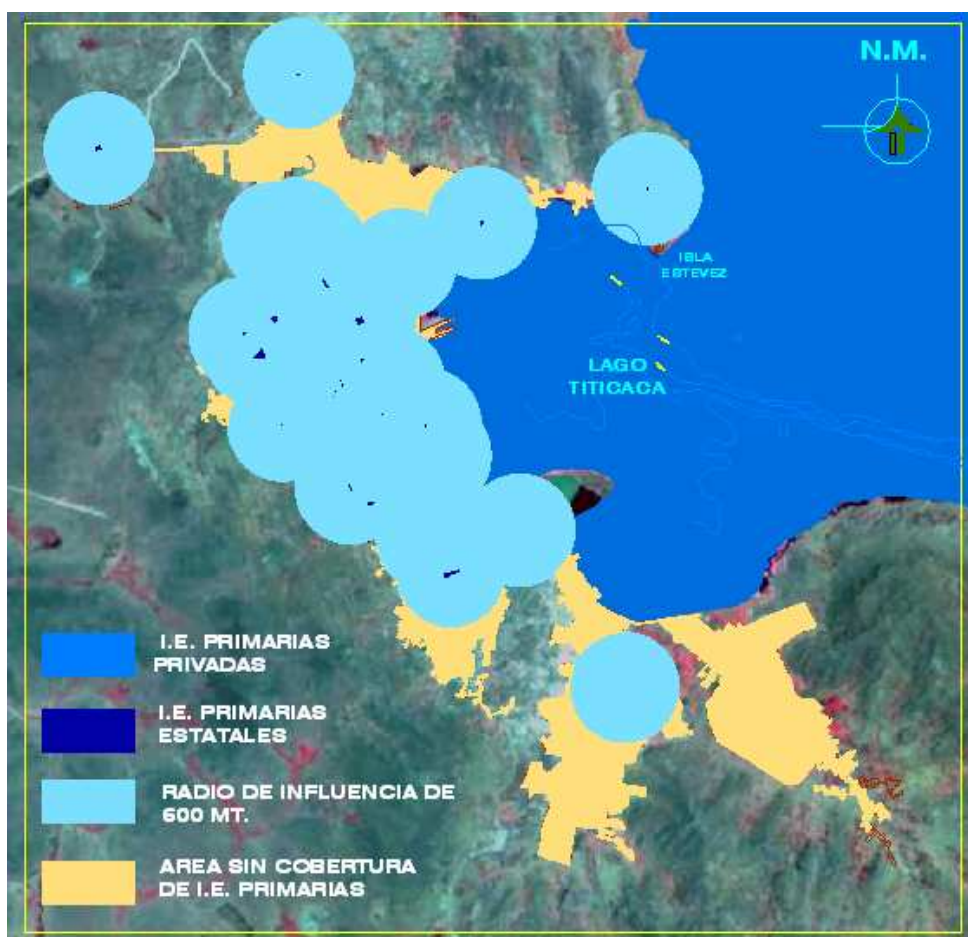 N.M.
ISLA
ESTEVEZ
LAGO
TITICACA
I.E. PRIMARIAS
PRIVADAS
I.E. PRIMARIAS
ESTATALES
RADIO DE INFLUENCIA DE
600 MT.
AREA SIN COBERTURA
DE I.E. PRIMARIAS